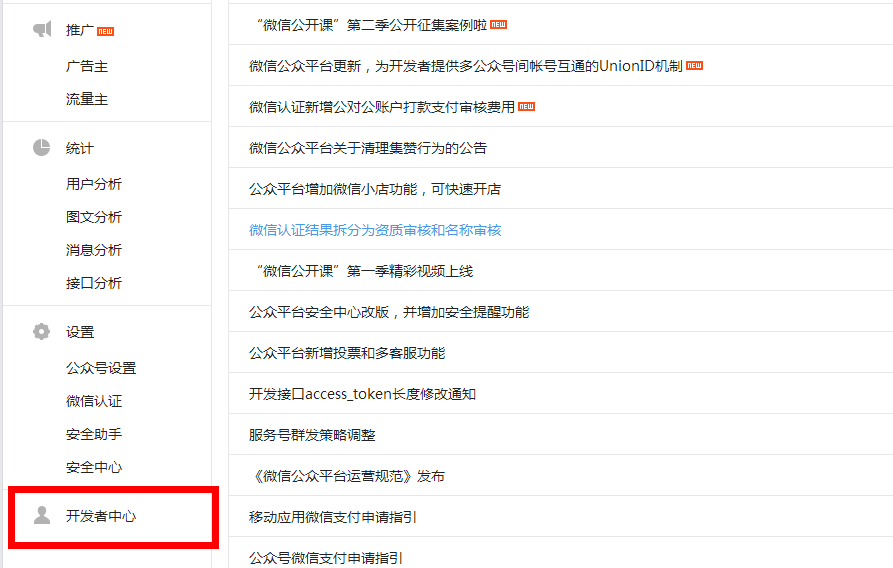 推广 NEW
广告主
流量主
统计
用户分析
图文分析
消息分析
接口分析
设置
公众号设置
微信认证
安全助手
安全中心
开发者中心
“微信公开课”第二季公开征集案例啦 NEW
微信公众平台更新，为开发者提供多公众号间帐号互通的UnionID机制 NEW
微信认证新增公对公账户打款支付审核费用 NEW
微信公众平台关于清理集赞行为的公告
公众平台增加微信小店功能，可快速开店
微信认证结果拆分为资质审核和名称审核
“微信公开课”第一季精彩视频上线
公众平台安全中心改版，并增加安全提醒功能
公众平台新增投票和多客服功能
开发接口access_token长度修改通知
服务号群发策略调整
《微信公众平台运营规范》发布
移动应用微信支付申请指引
公众号微信支付申请指引